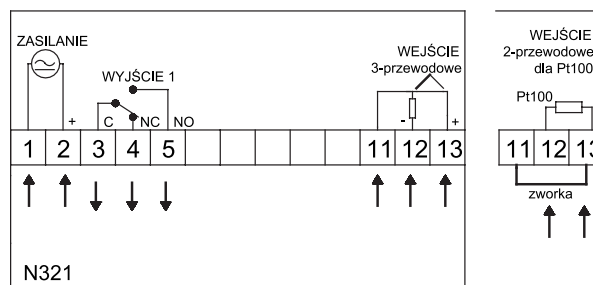 ZASILANIE
WYJŚCIE 1
WEJŚCIE
3-przewodowe
+ C NC NO - +
1 2 3 4 5 11 12 13
N321
WEJŚCIE
2-przewodowe
dla Pt100
Pt100
11 12 13
zworka